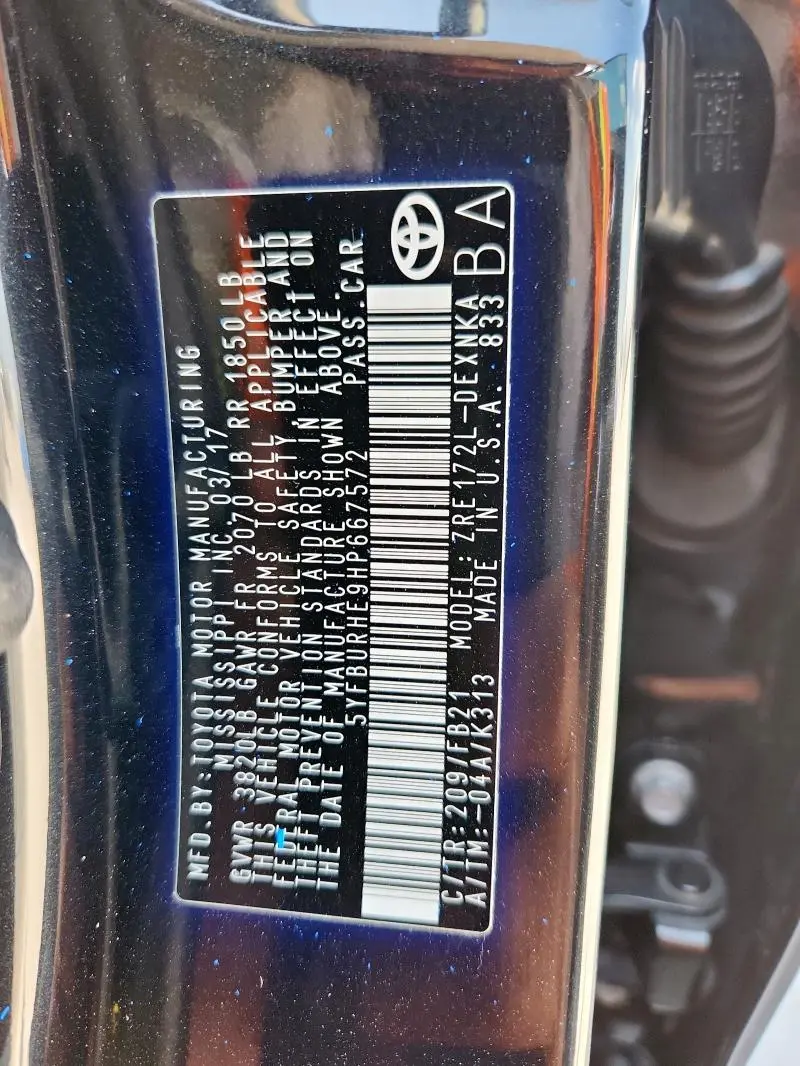 MFD.BY:TOYOTA MOTOR MANUFACTURING
MISSISSIPPI INC. 03/17
GVWR 3820LB GAWR FR 2070 LB RR 1850LB
THIS VEHICLE CONFORMS TO ALL APPLICABLE
FEDERAL MOTOR VEHICLE SAFETY BUMPER AND
THEFT PREVENTION STANDARDS IN EFFECT ON
THE DATE OF MANUFACTURE SHOWN ABOVE.
5YFBURHE9HP667572 PASS.CAR
C/TR:209/FB21 MODEL:ZRE172L-DEXNKA
A/TM:-04A/K313 MADE IN U.S.A. 833
BA